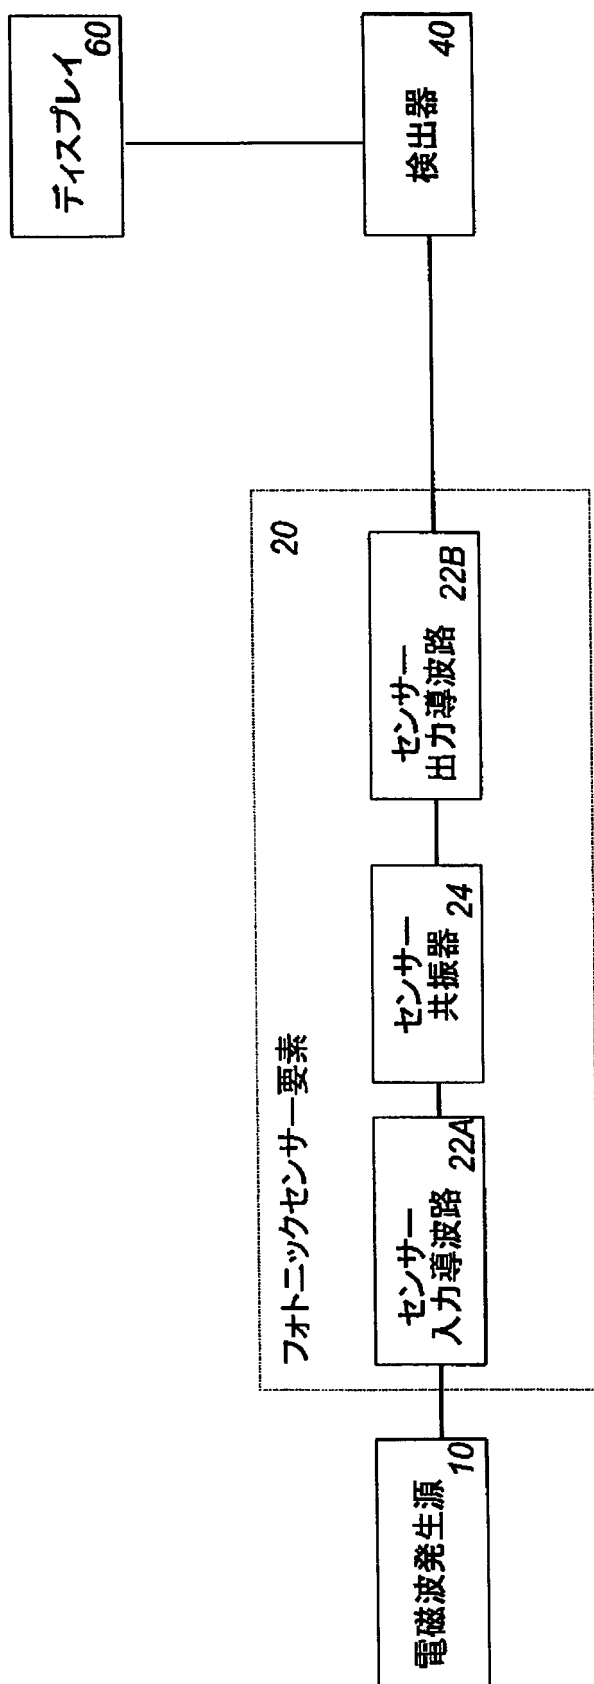 ディスプレイ
60
検出器
40
フォトニックセンサー要素
20
電磁波発生源
10
センサー
入力導波路
22A
センサー
共振器
24
センサー
出力導波路
22B